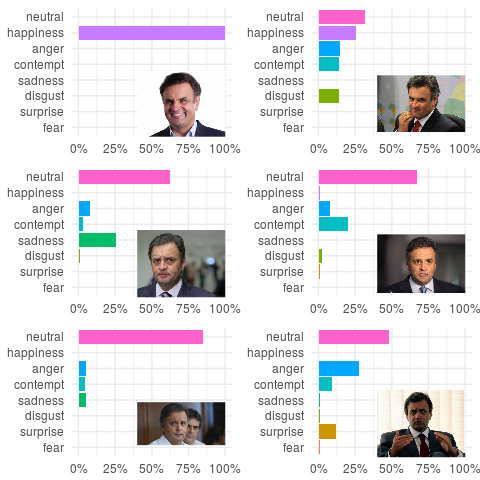 neutral
happiness
anger
contempt
sadness
disgust
surprise
fear
0% 25% 50% 75% 100%
neutral
happiness
anger
contempt
sadness
disgust
surprise
fear
0% 25% 50% 75% 100%
neutral
happiness
anger
contempt
sadness
disgust
surprise
fear
0% 25% 50% 75% 100%
neutral
happiness
anger
contempt
sadness
disgust
surprise
fear
0% 25% 50% 75% 100%
neutral
happiness
anger
contempt
sadness
disgust
surprise
fear
0% 25% 50% 75% 100%
neutral
happiness
anger
contempt
sadness
disgust
surprise
fear
0% 25% 50% 75% 100%